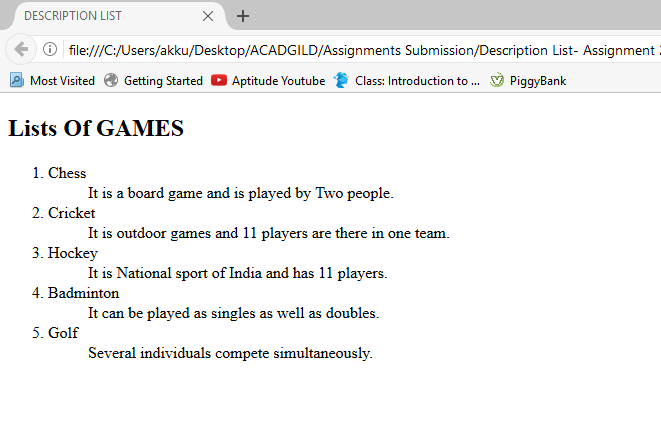 DESCRIPTION LIST
file:///C:/Users/akku/Desktop/ACADGILD/Assignments Submission/Description List- Assignment 2
Most Visited Getting Started Aptitude Youtube Class: Introduction to ... PiggyBank
Lists Of GAMES
1. Chess
It is a board game and is played by Two people.
2. Cricket
It is outdoor games and 11 players are there in one team.
3. Hockey
It is National sport of India and has 11 players.
4. Badminton
It can be played as singles as well as doubles.
5. Golf
Several individuals compete simultaneously.